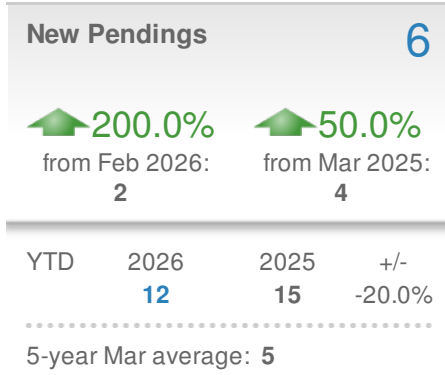 New Pendings 6
200.0% 50.0%
from Feb 2026: from Mar 2025:
2 4
YTD 2026 2025 +/-
12 15 -20.0%
5-year Mar average: 5